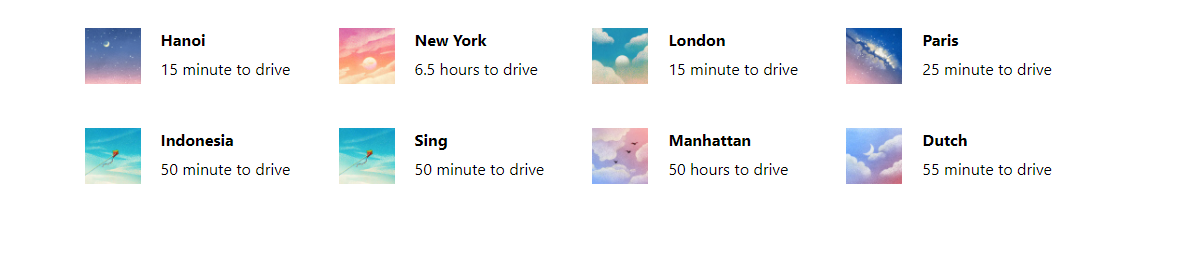 Hanoi
15 minute to drive
New York
6.5 hours to drive
London
15 minute to drive
Paris
25 minute to drive
Indonesia
50 minute to drive
Sing
50 minute to drive
Manhattan
50 hours to drive
Dutch
55 minute to drive